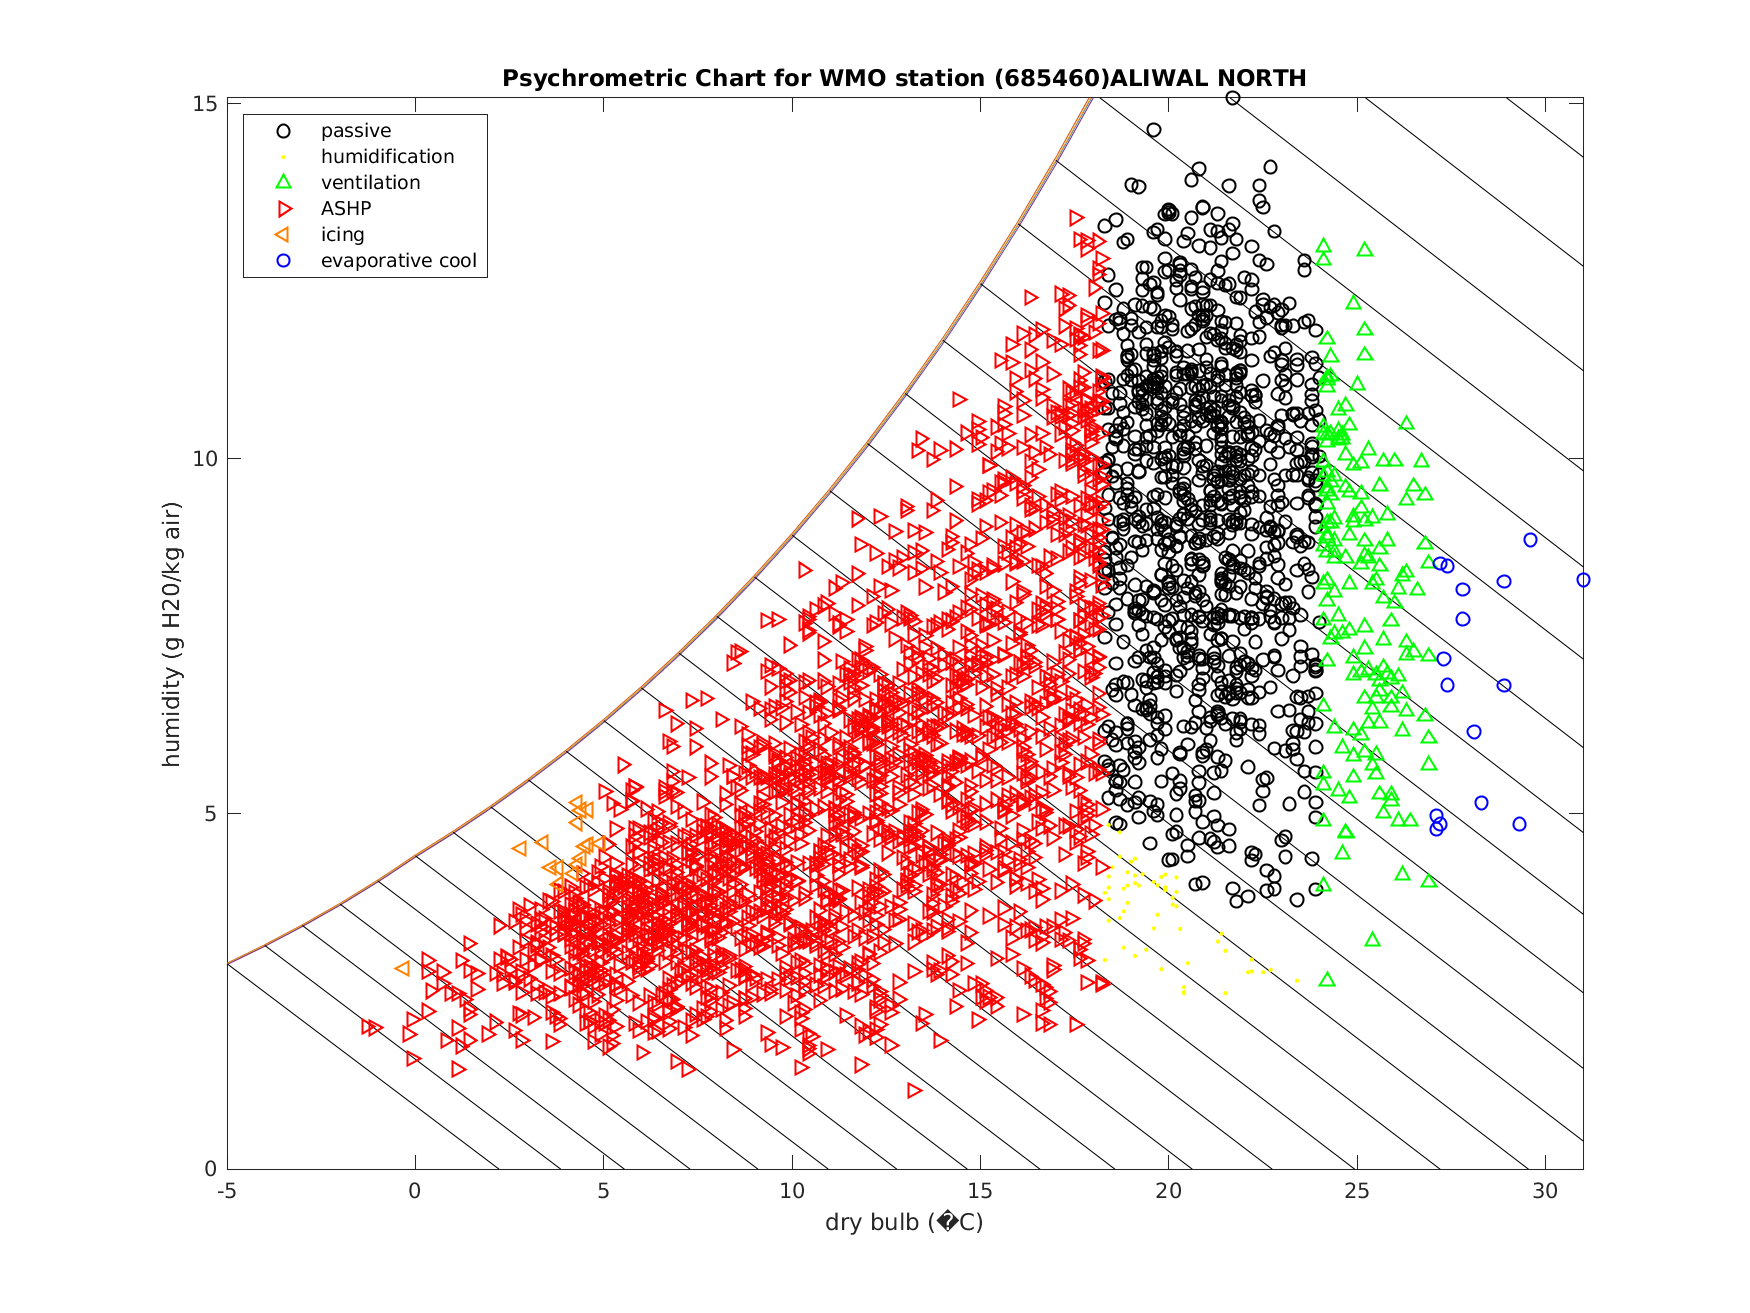 Psychrometric Chart for WMO station (685460)ALIWAL NORTH
passive
humidification
ventilation
ASHP
icing
evaporative cool
15
10
5
0
humidity (g H20/kg air)
-5 0 5 10 15 20 25 30
dry bulb (�C)